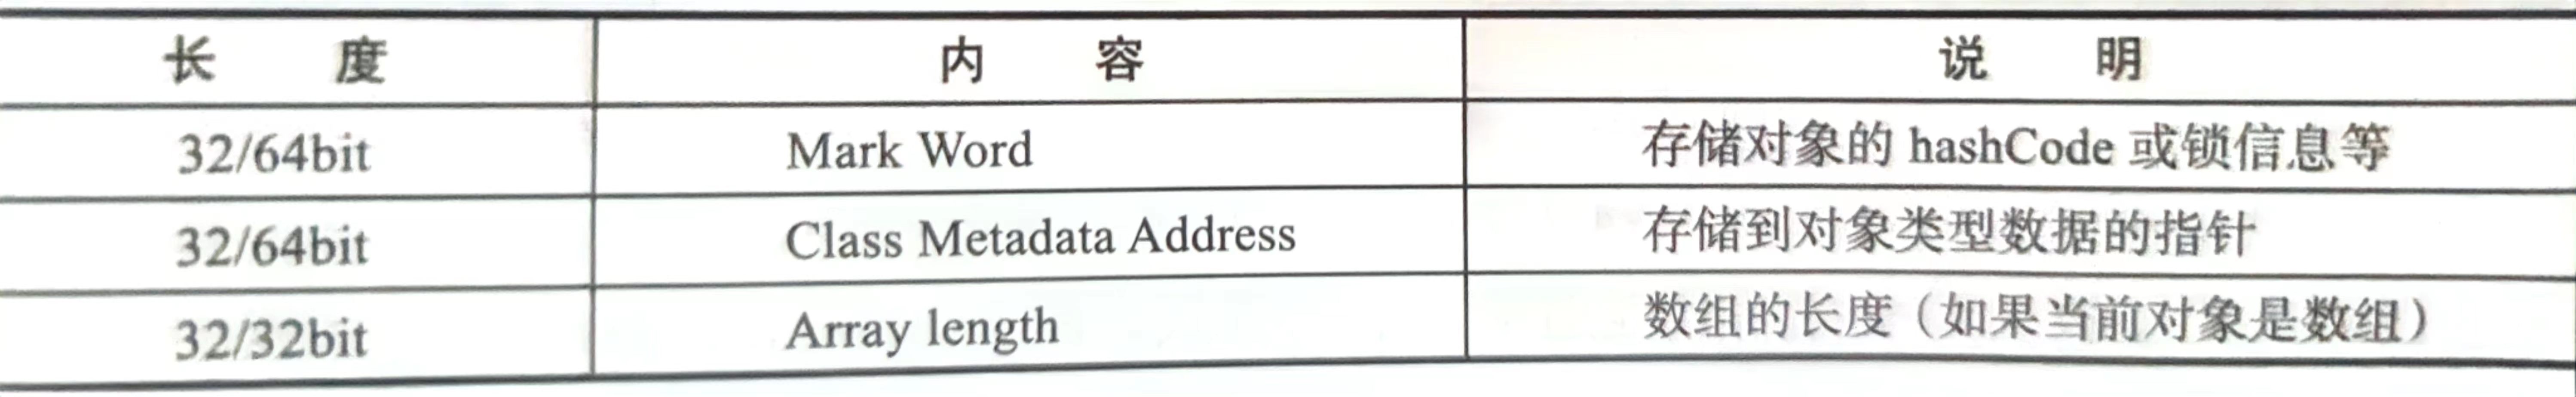 长 度 内 容 说 明
32/64bit Mark Word 存储对象的 hashCode 或锁信息等
32/64bit Class Metadata Address 存储到对象类型数据的指针
32/32bit Array length 数组的长度（如果当前对象是数组）